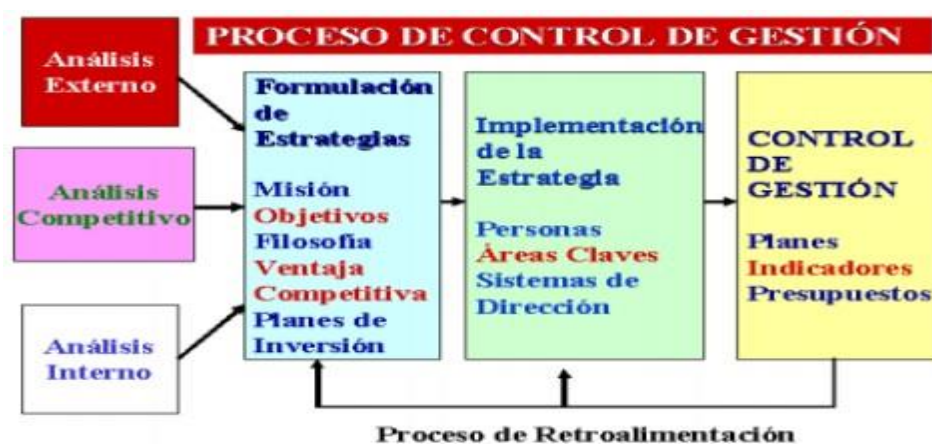 PROCESO DE CONTROL DE GESTIÓN
Análisis
Externo
Análisis
Competitivo
Análisis
Interno
Formulación
de
Estrategias
Misión
Objetivos
Filosofía
Ventaja
Competitiva
Planes de
Inversión
Implementación
de la
Estrategia
Personas
Áreas Claves
Sistemas de
Dirección
CONTROL
DE
GESTIÓN
Planes
Indicadores
Presupuestos
Proceso de Retroalimentación